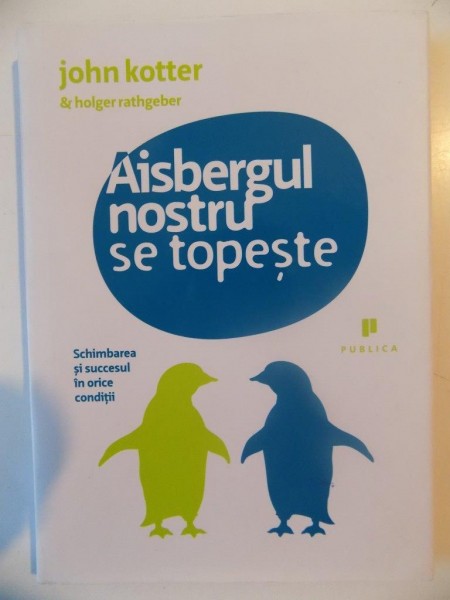 john kotter
& holger rathgeber
Aisbergul
nostru
se topește
PUBLICA
Schimbarea
și succesul
în orice
condiții